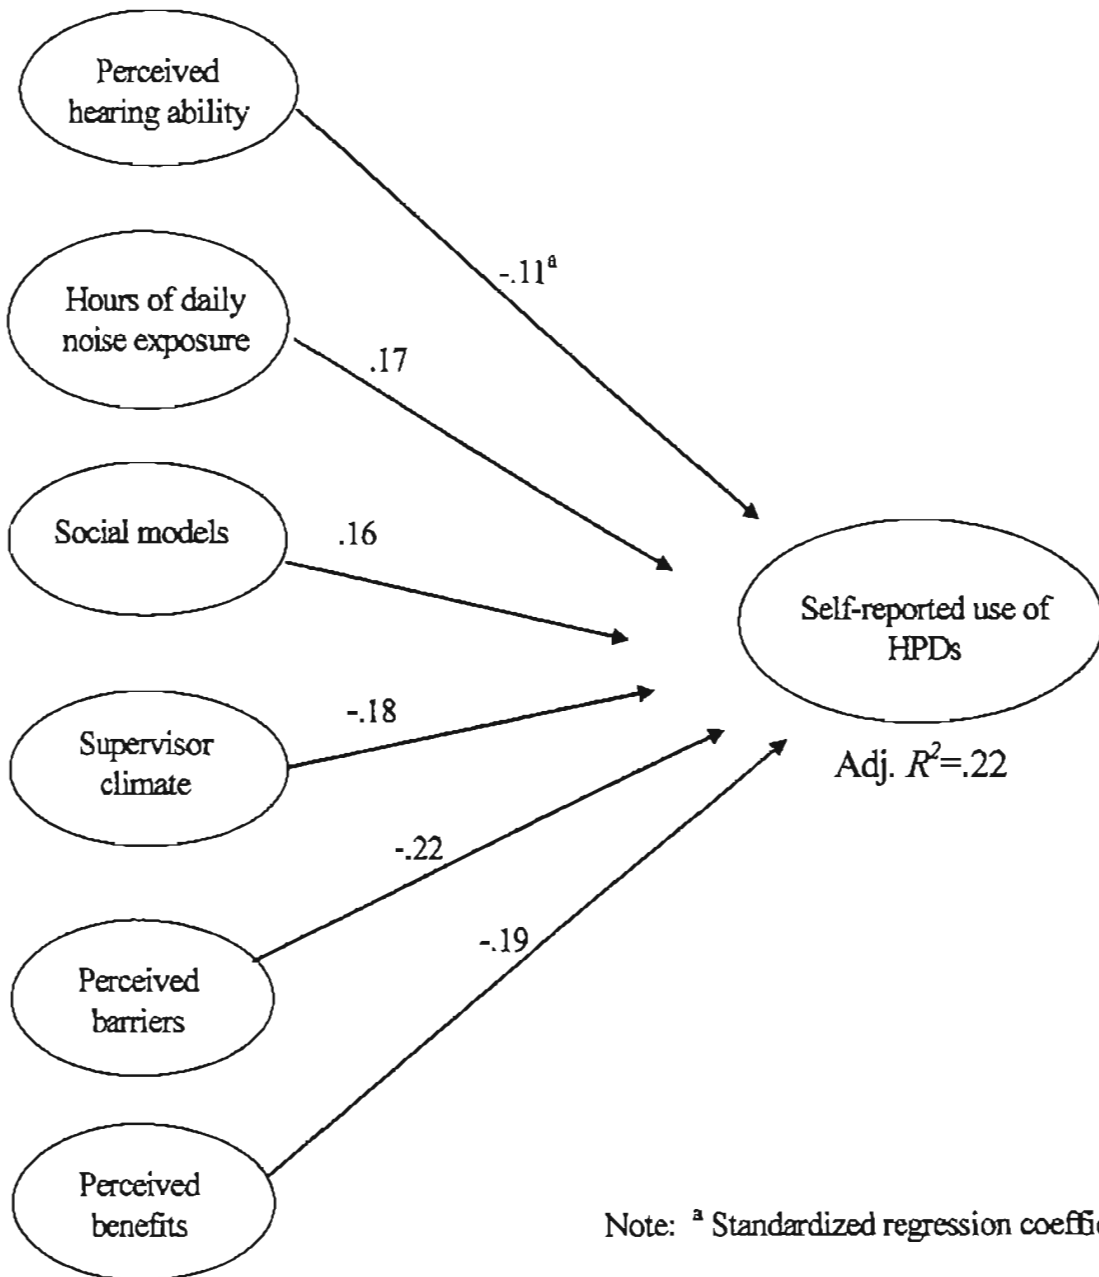 Perceived
hearing ability
-.11ᵃ
Hours of daily
noise exposure
.17
Social models
.16
Self-reported use of
HPDs
Adj. R²=.22
Supervisor
climate
-.18
-.22
Perceived
barriers
-.19
Perceived
benefits
Note: ᵃ Standardized regression